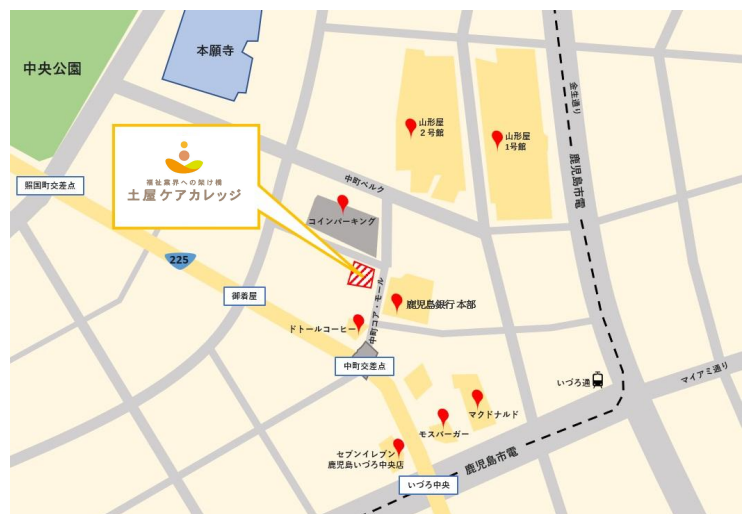 中央公園
本願寺
山形屋
2号館
山形屋
1号館
金生通り
鹿児島市電
福祉業界への架け橋
土屋ケアカレッジ
照国町交差点
中町ベルク
コインパーキング
225
御着屋
鹿児島銀行 本部
中町コア・モール
ドトールコーヒー
中町交差点
いづろ通
マイアミ通り
マクドナルド
モスバーガー
セブンイレブン
鹿児島いづろ中央店
鹿児島市電
いづろ中央